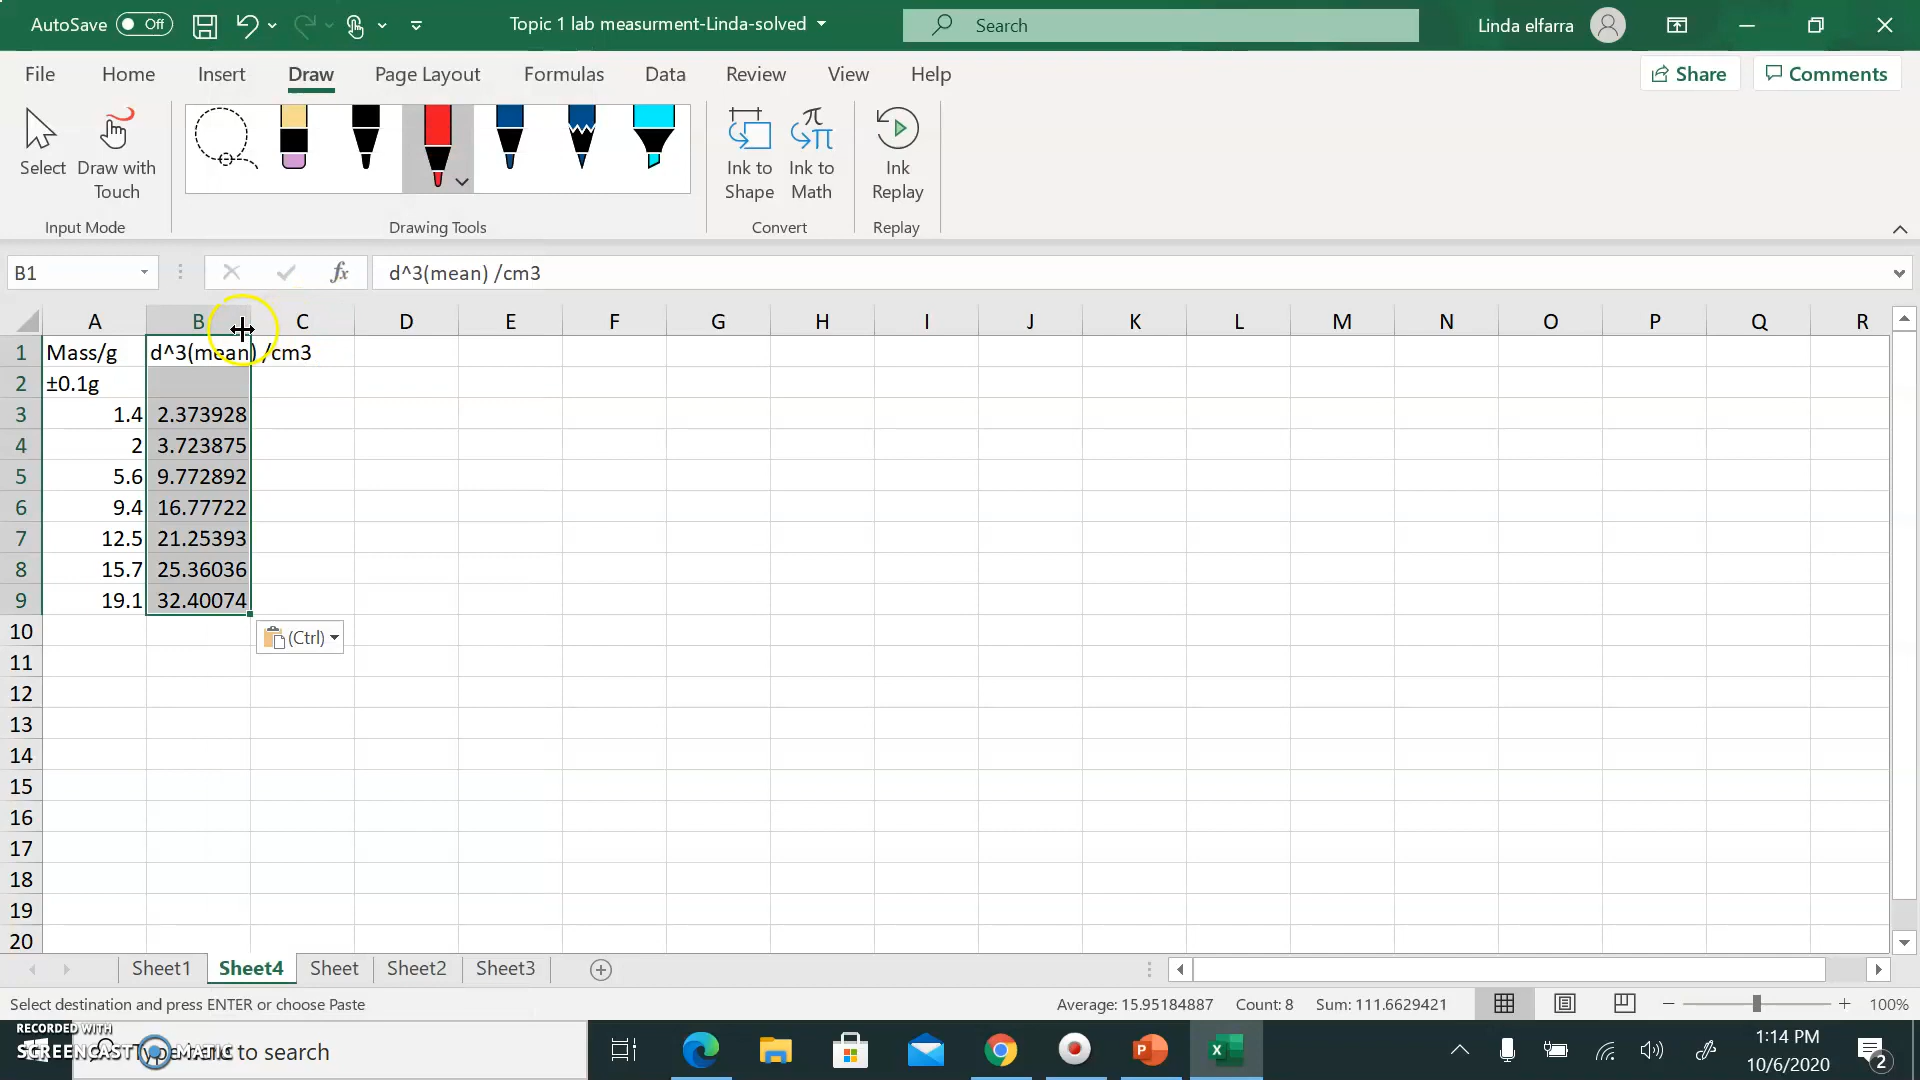 AutoSave Off Topic 1 lab measurment-Linda-solved Search Linda elfarra
File Home Insert Draw Page Layout Formulas Data Review View Help Share Comments
Select Draw with Touch Ink to Shape Ink to Math Ink Replay
Input Mode Drawing Tools Convert Replay
B1 fx d^3(mean) /cm3
A B C D E F G H I J K L M N O P Q R
1 Mass/g d^3(mean) /cm3
2 ±0.1g
3 1.4 2.373928
4 2 3.723875
5 5.6 9.772892
6 9.4 16.77722
7 12.5 21.25393
8 15.7 25.36036
9 19.1 32.40074
10 (Ctrl)
11
12
13
14
15
16
17
18
19
20
Sheet1 Sheet4 Sheet Sheet2 Sheet3
Select destination and press ENTER or choose Paste Average: 15.95184887 Count: 8 Sum: 111.6629421 100%
RECORDED WITH
SCREENCAST MATIC Type here to search
1:14 PM
10/6/2020 2